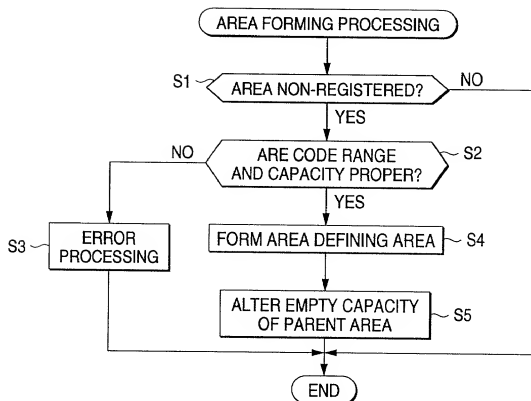 AREA FORMING PROCESSING
S1
AREA NON-REGISTERED?
NO
YES
NO
ARE CODE RANGE
AND CAPACITY PROPER?
S2
YES
S3
ERROR
PROCESSING
FORM AREA DEFINING AREA
S4
ALTER EMPTY CAPACITY
OF PARENT AREA
S5
END